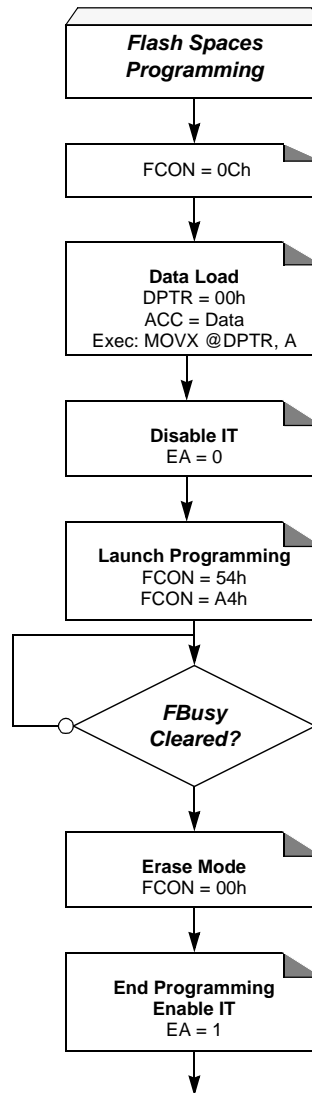 Flash Spaces
Programming
FCON = 0Ch
Data Load
DPTR = 00h
ACC = Data
Exec: MOVX @DPTR, A
Disable IT
EA = 0
Launch Programming
FCON = 54h
FCON = A4h
FBusy
Cleared?
Erase Mode
FCON = 00h
End Programming
Enable IT
EA = 1